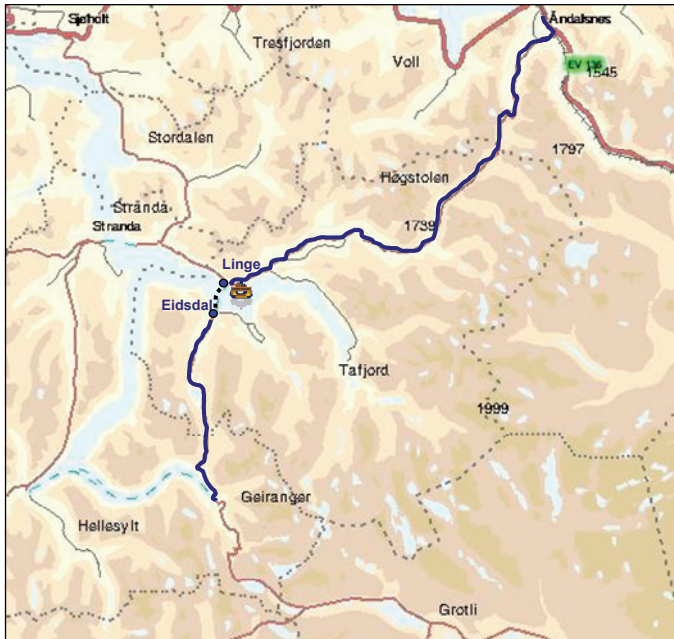 Sjøholt
Åndalsnes
Tresfjorden
Voll
EV 136
1545
Stordalen
1797
Høgstolen
Stranda
Stranda
1739
Linge
Eidsdal
Tafjord
1999
Geiranger
Hellesylt
Grotli